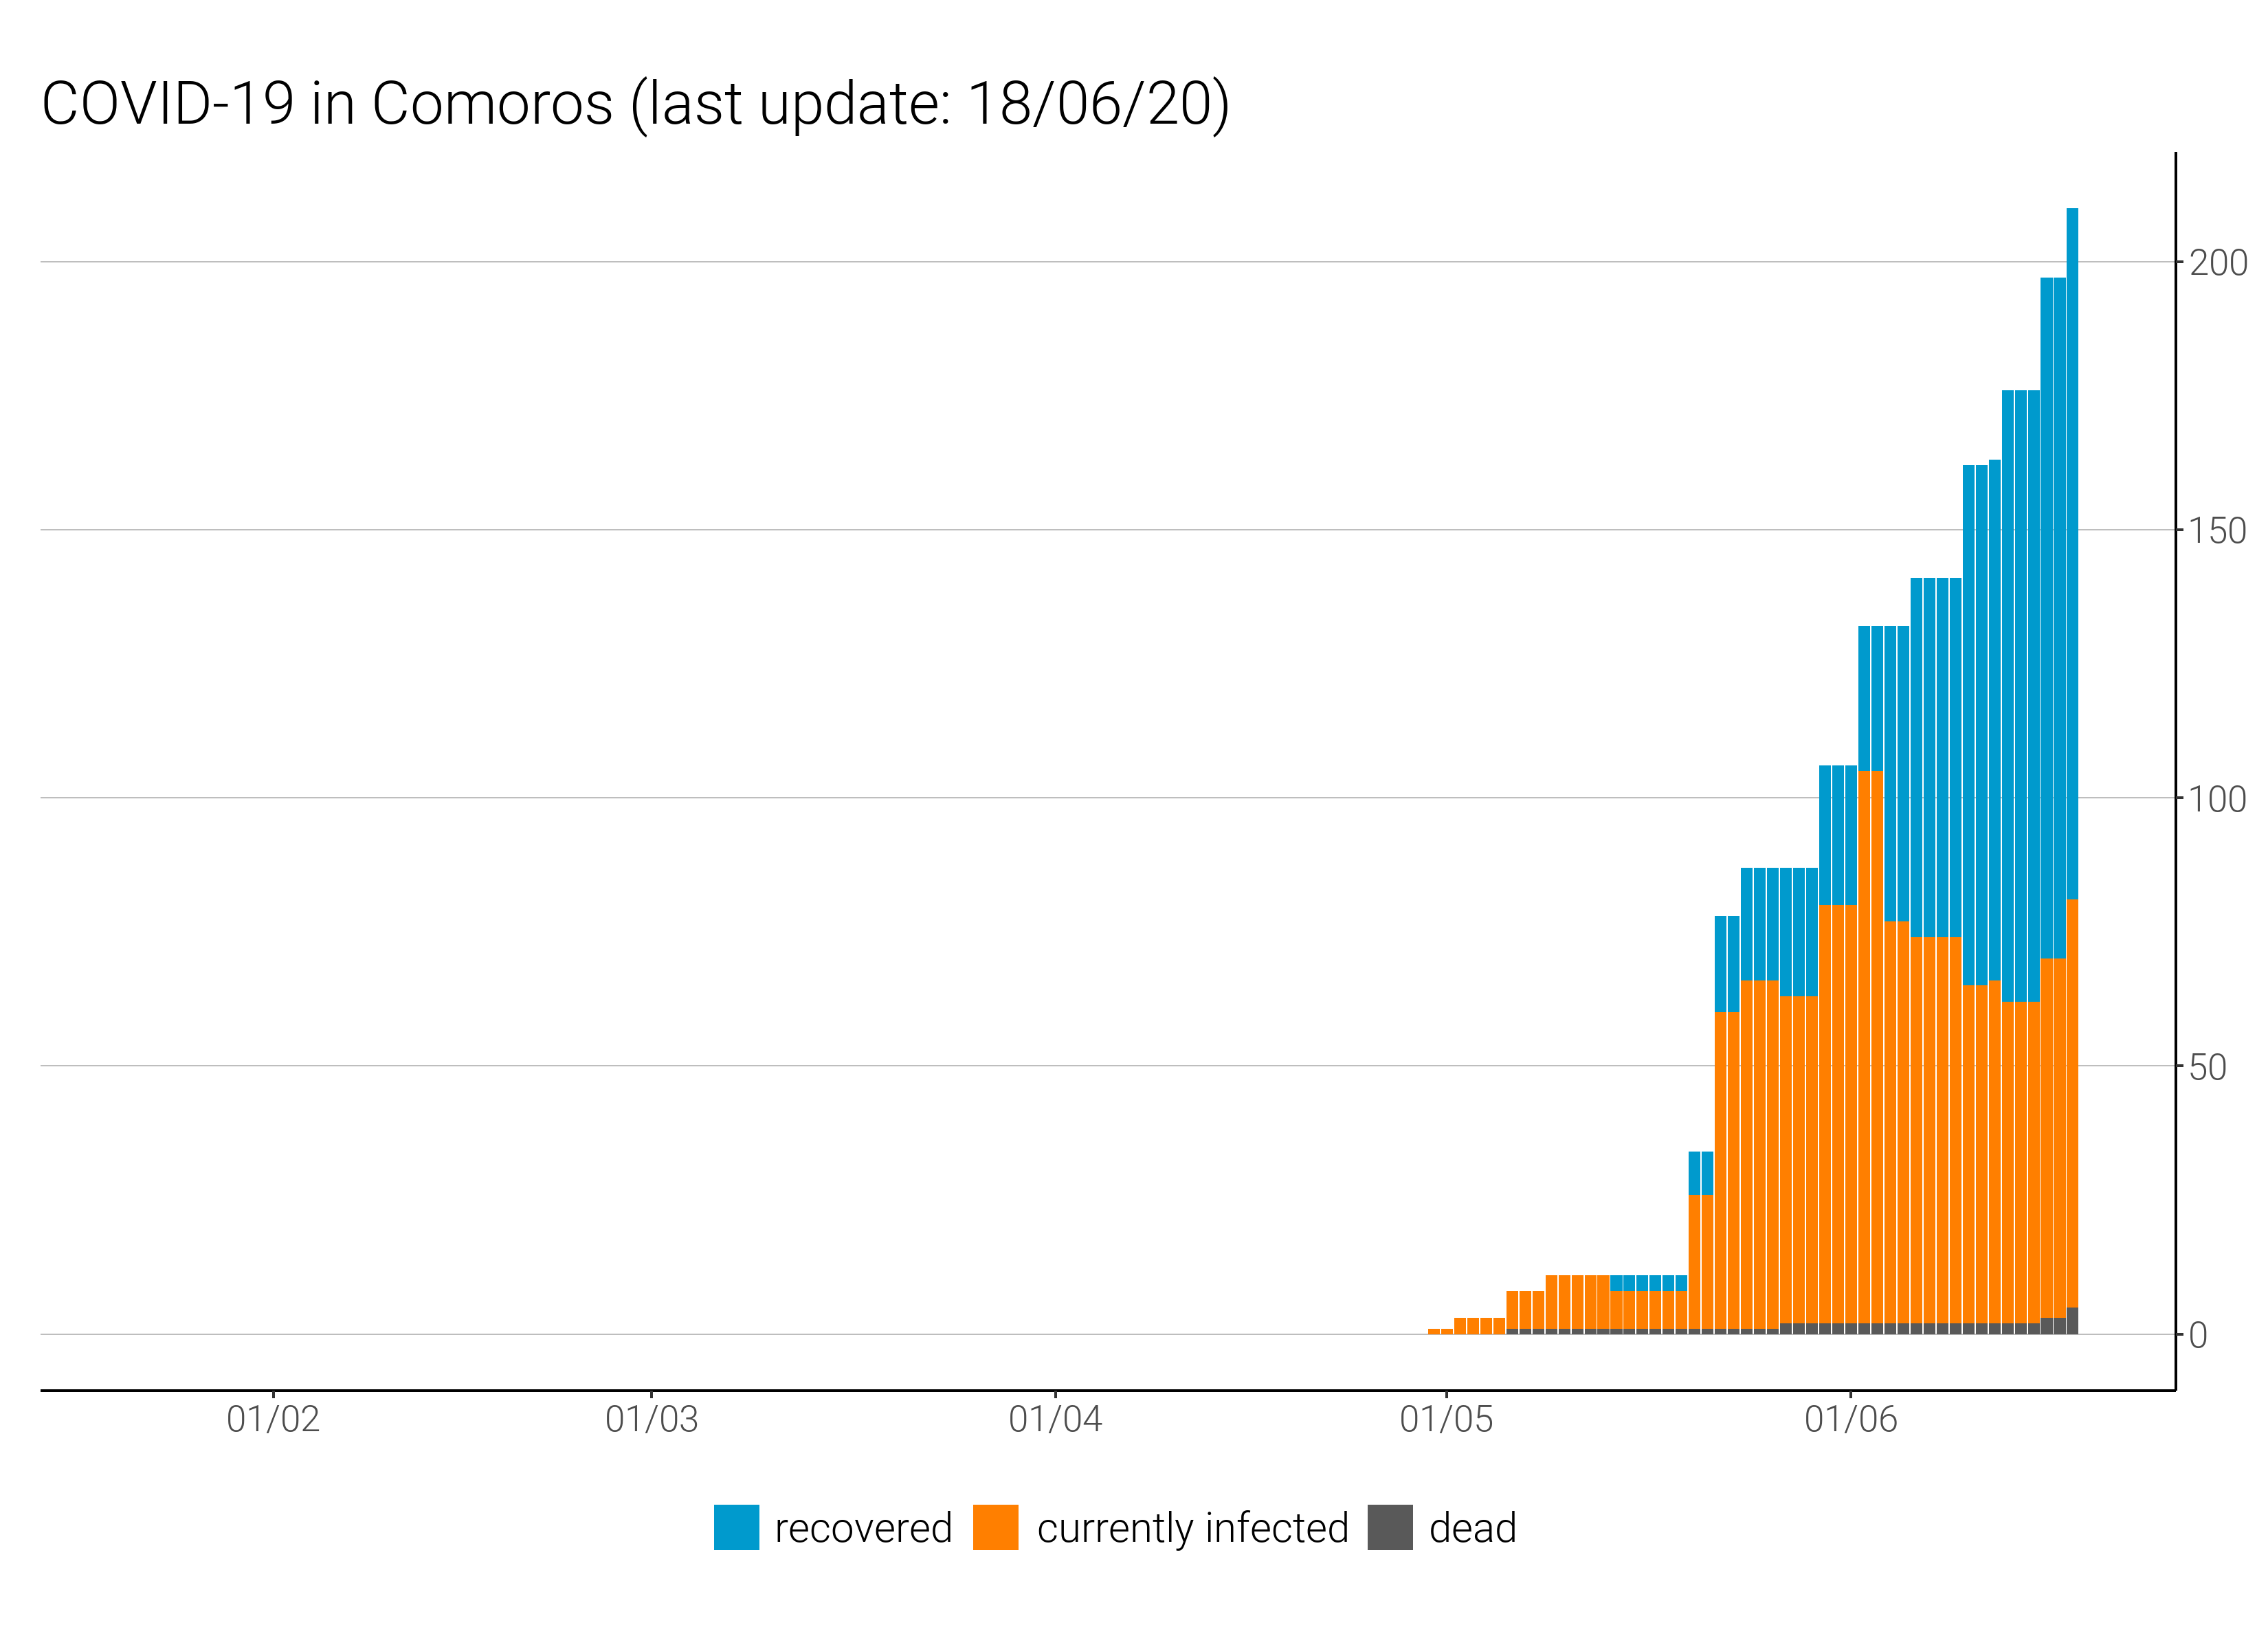 COVID-19 in Comoros (last update: 18/06/20)
200
150
100
50
0
01/02 01/03 01/04 01/05 01/06
recovered currently infected dead